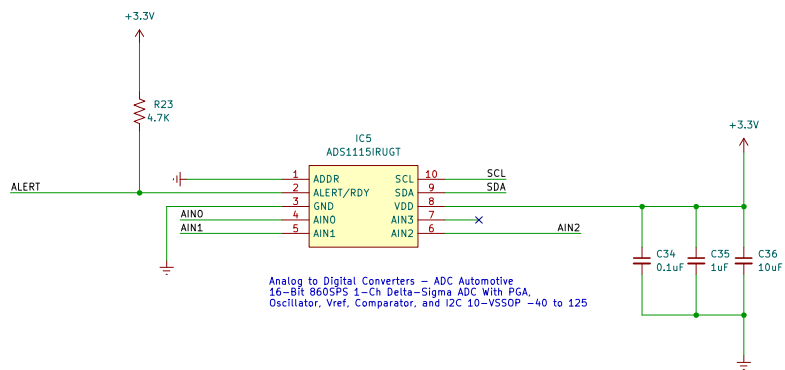 +3.3V
R23
4.7K
+3.3V
IC5
ADS1115IRUGT
ALERT
1 ADDR SCL 10 SCL
2 ALERT/RDY SDA 9 SDA
3 GND VDD 8
AIN0 4 AIN0 AIN3 7
AIN1 5 AIN1 AIN2 6 AIN2
C34
0.1uF
C35
1uF
C36
10uF
Analog to Digital Converters - ADC Automotive
16-Bit 860SPS 1-Ch Delta-Sigma ADC With PGA,
Oscillator, Vref, Comparator, and I2C 10-VSSOP -40 to 125